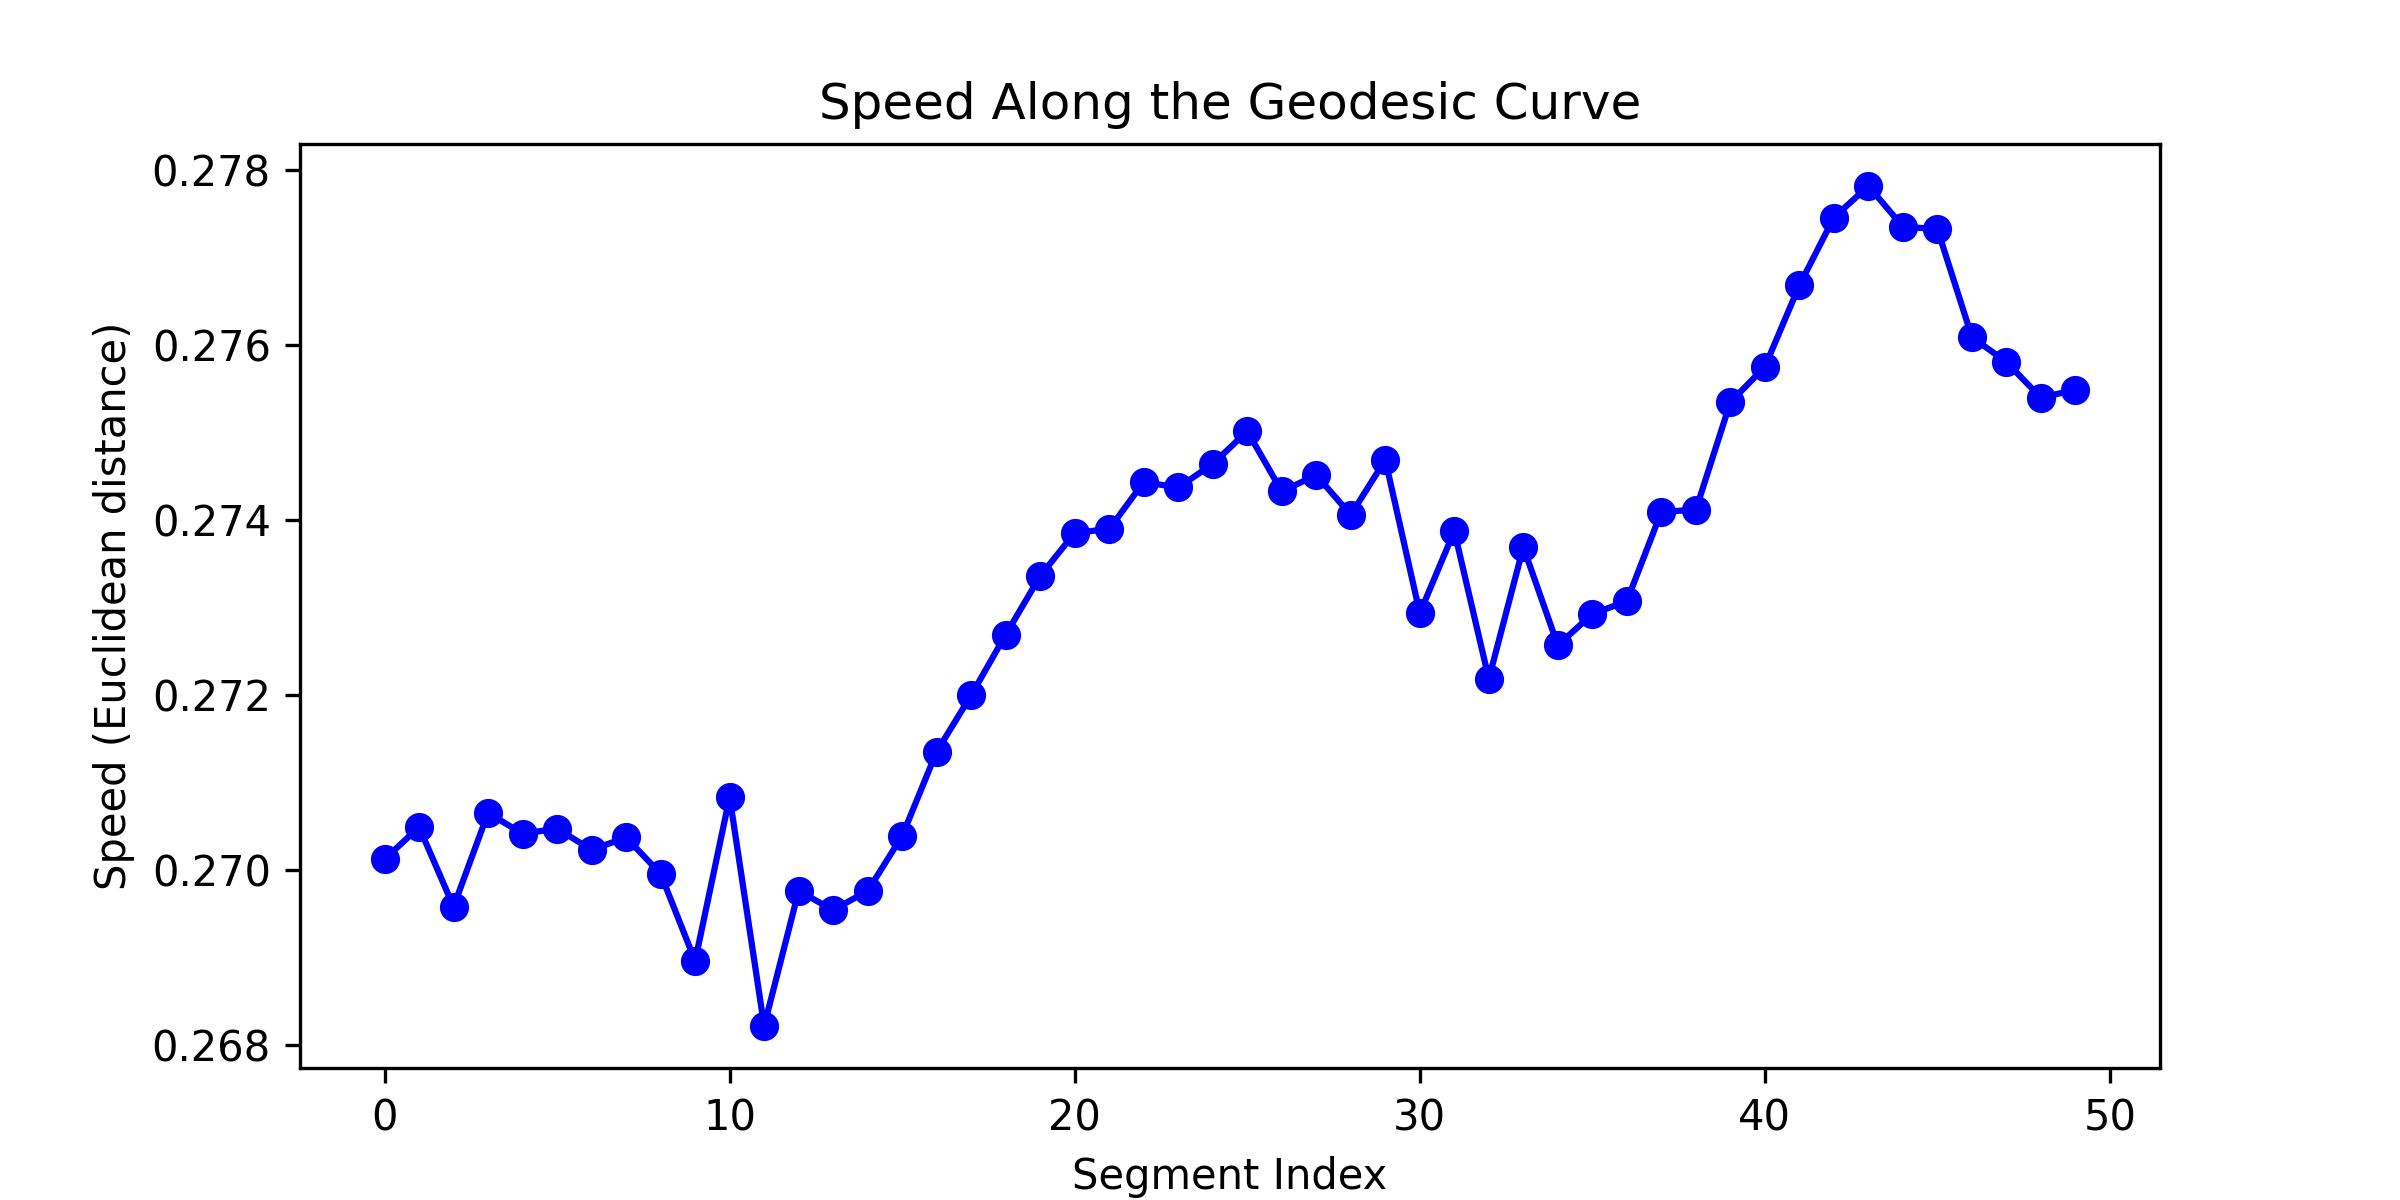 Speed Along the Geodesic Curve
0.278
0.276
0.274
0.272
0.270
0.268
Speed (Euclidean distance)
0 10 20 30 40 50
Segment Index